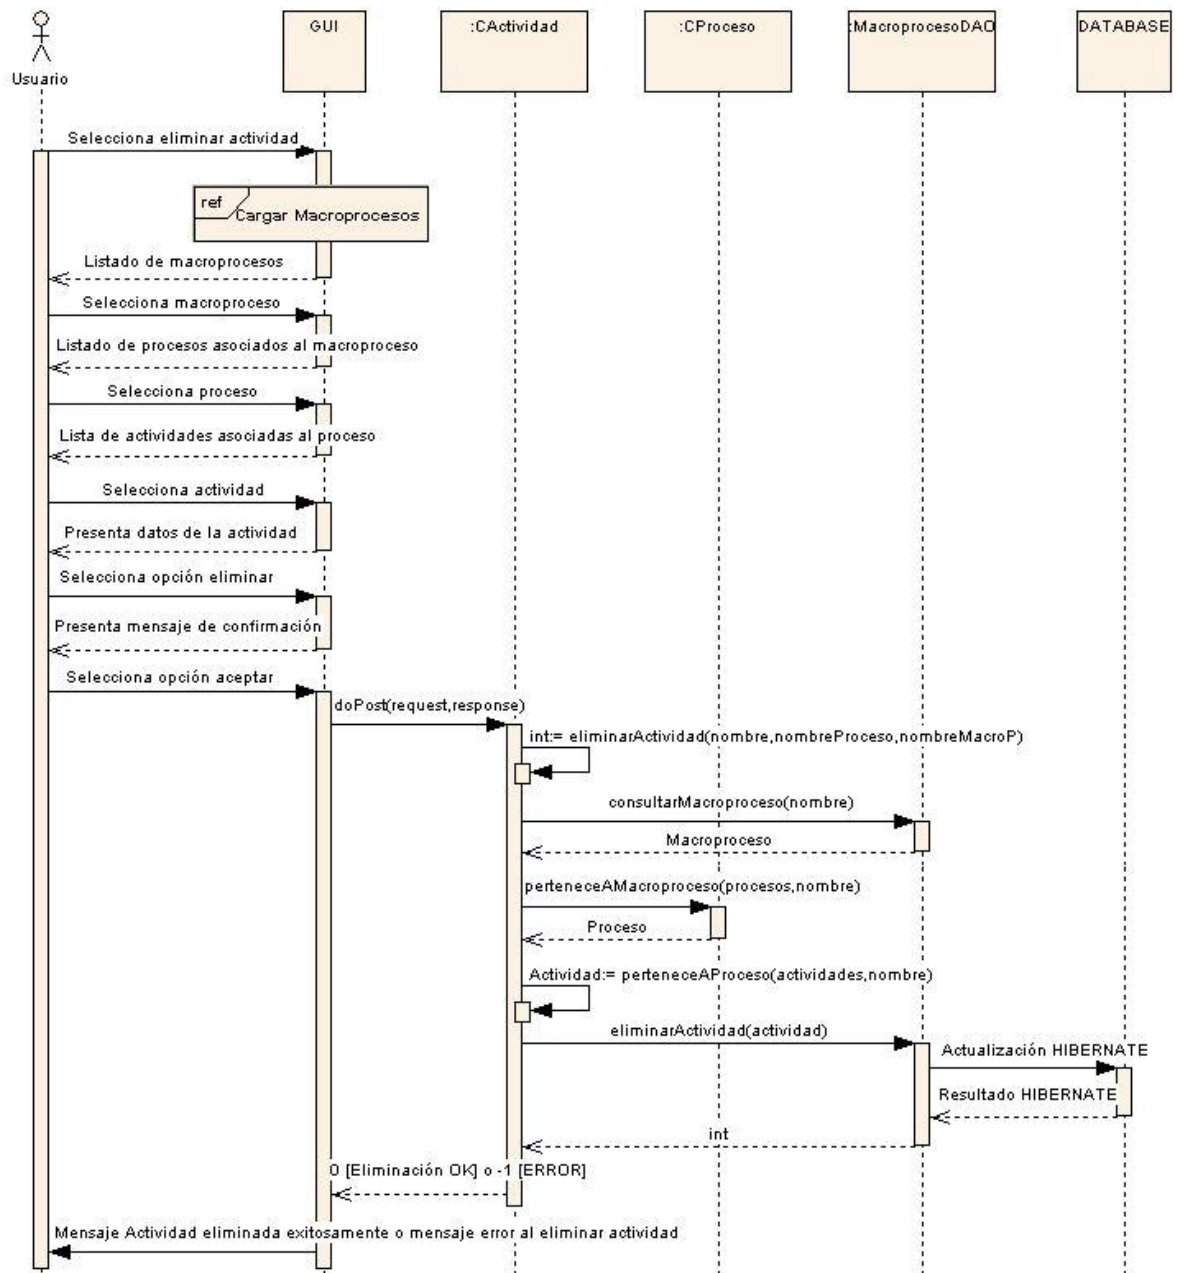 GUI
:CActividad
:CProceso
:MacroprocesoDAO
DATABASE
Usuario
Selecciona eliminar actividad
ref
Cargar Macroprocesos
Listado de macroprocesos
Selecciona macroproceso
Listado de procesos asociados al macroproceso
Selecciona proceso
Lista de actividades asociadas al proceso
Selecciona actividad
Presenta datos de la actividad
Selecciona opción eliminar
Presenta mensaje de confirmación
Selecciona opción aceptar
doPost(request,response)
int:= eliminarActividad(nombre,nombreProceso,nombreMacroP)
consultarMacroproceso(nombre)
Macroproceso
perteneceAMacroproceso(procesos,nombre)
Proceso
Actividad:= perteneceAProceso(actividades,nombre)
eliminarActividad(actividad)
Actualización HIBERNATE
Resultado HIBERNATE
int
0 [Eliminación OK] o -1 [ERROR]
Mensaje Actividad eliminada exitosamente o mensaje error al eliminar actividad